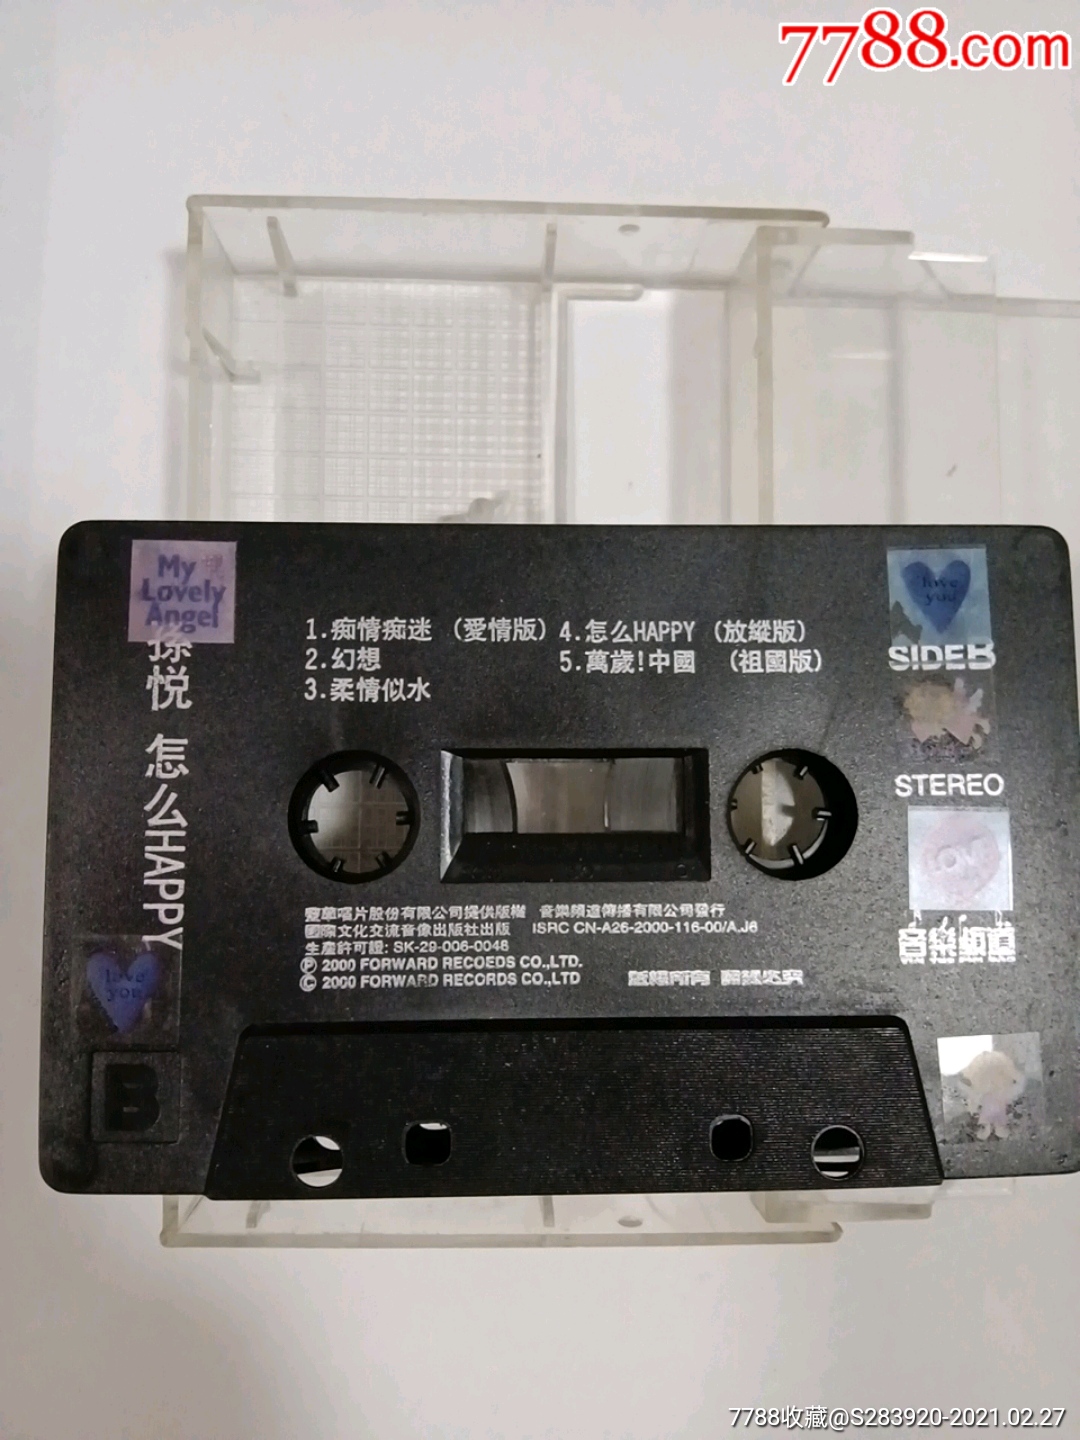 7788.com
My
Lovely
Angel
love
you
1.痴情痴迷 (愛情版)
2.幻想
3.柔情似水
4.怎么HAPPY (放縱版)
5.萬歲!中國 (祖國版)
SIDE B
悦 怎么HAPPY
STEREO
LOVE
音樂頻道
豐華唱片股份有限公司提供版權 音樂頻道傳播有限公司發行
國際文化交流音像出版社出版 ISRC CN-A26-2000-116-00/A.J6
生產許可證: SK-29-006-0046
Ⓟ 2000 FORWARD RECOEDS CO.,LTD.
© 2000 FORWARD RECORDS CO.,LTD
版權所有 翻録必究
love
you
B
7788收藏@S283920-2021.02.27